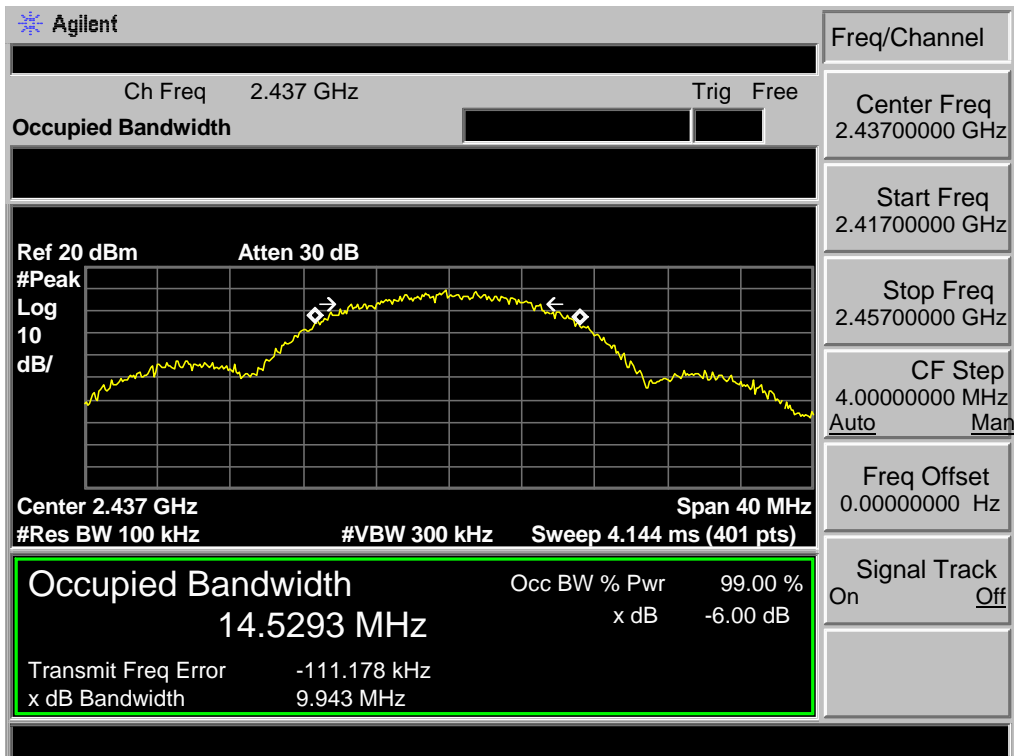 Agilent
Freq/Channel
Ch Freq 2.437 GHz Trig Free
Occupied Bandwidth
Center Freq
2.43700000 GHz
Start Freq
2.41700000 GHz
Stop Freq
2.45700000 GHz
CF Step
4.00000000 MHz
Auto Man
Freq Offset
0.00000000 Hz
Signal Track
On Off
Ref 20 dBm Atten 30 dB
#Peak
Log
10
dB/
Center 2.437 GHz Span 40 MHz
#Res BW 100 kHz #VBW 300 kHz Sweep 4.144 ms (401 pts)
Occupied Bandwidth Occ BW % Pwr 99.00 %
14.5293 MHz x dB -6.00 dB
Transmit Freq Error -111.178 kHz
x dB Bandwidth 9.943 MHz